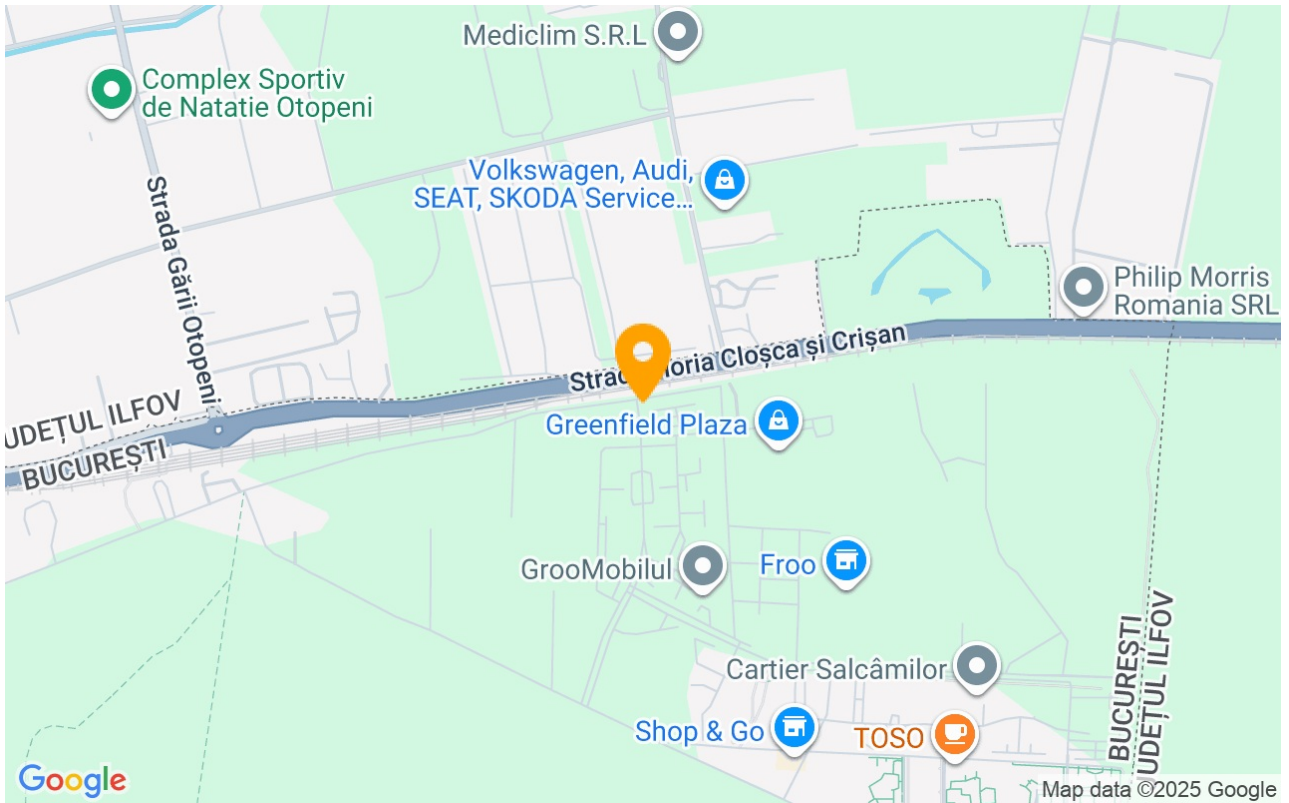 Mediclim S.R.L
Complex Sportiv
de Natatie Otopeni
Volkswagen, Audi,
SEAT, SKODA Service...
Strada Gării Otopeni
Philip Morris
Romania SRL
Horia Cloșca și Crișan
JUDEȚUL ILFOV
BUCUREȘTI
Greenfield Plaza
GrooMobilul
Froo
Cartier Salcâmilor
BUCUREȘTI
JUDEȚUL ILFOV
Shop & Go
TOSO
Google
Map data ©2025 Google